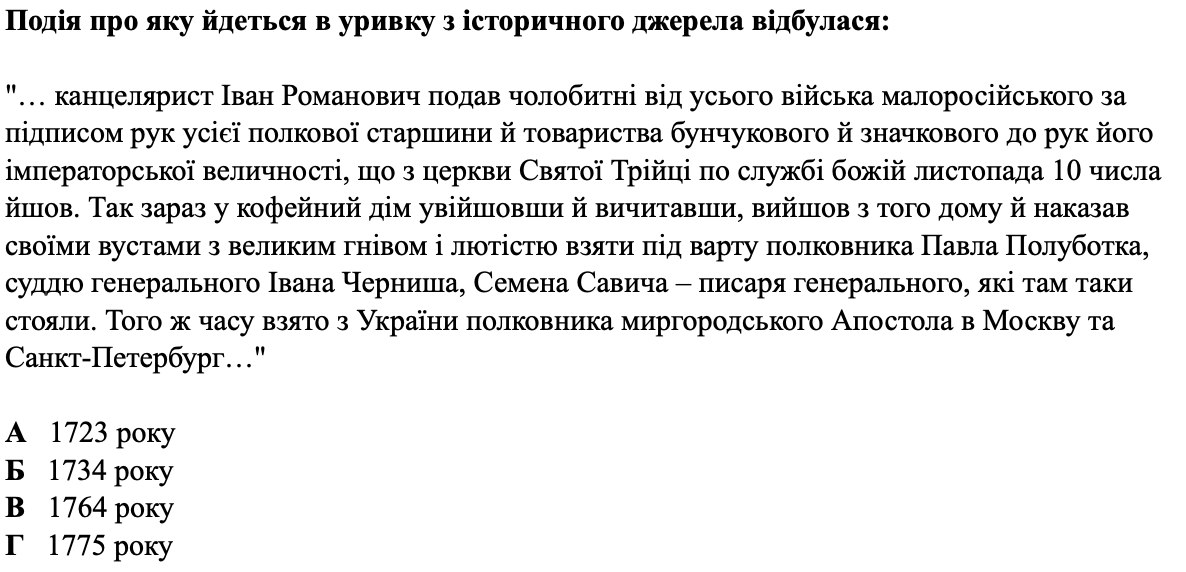 Подія про яку йдеться в уривку з історичного джерела відбулася:
"… канцелярист Іван Романович подав чолобитні від усього війська малоросійського за
підписом рук усієї полкової старшини й товариства бунчукового й значкового до рук його
імператорської величності, що з церкви Святої Трійці по службі божій листопада 10 числа
йшов. Так зараз у кофейний дім увійшовши й вичитавши, вийшов з того дому й наказав
своїми вустами з великим гнівом і лютістю взяти під варту полковника Павла Полуботка,
суддю генерального Івана Черниша, Семена Савича – писаря генерального, які там таки
стояли. Того ж часу взято з України полковника миргородського Апостола в Москву та
Санкт-Петербург…"
А 1723 року
Б 1734 року
В 1764 року
Г 1775 року